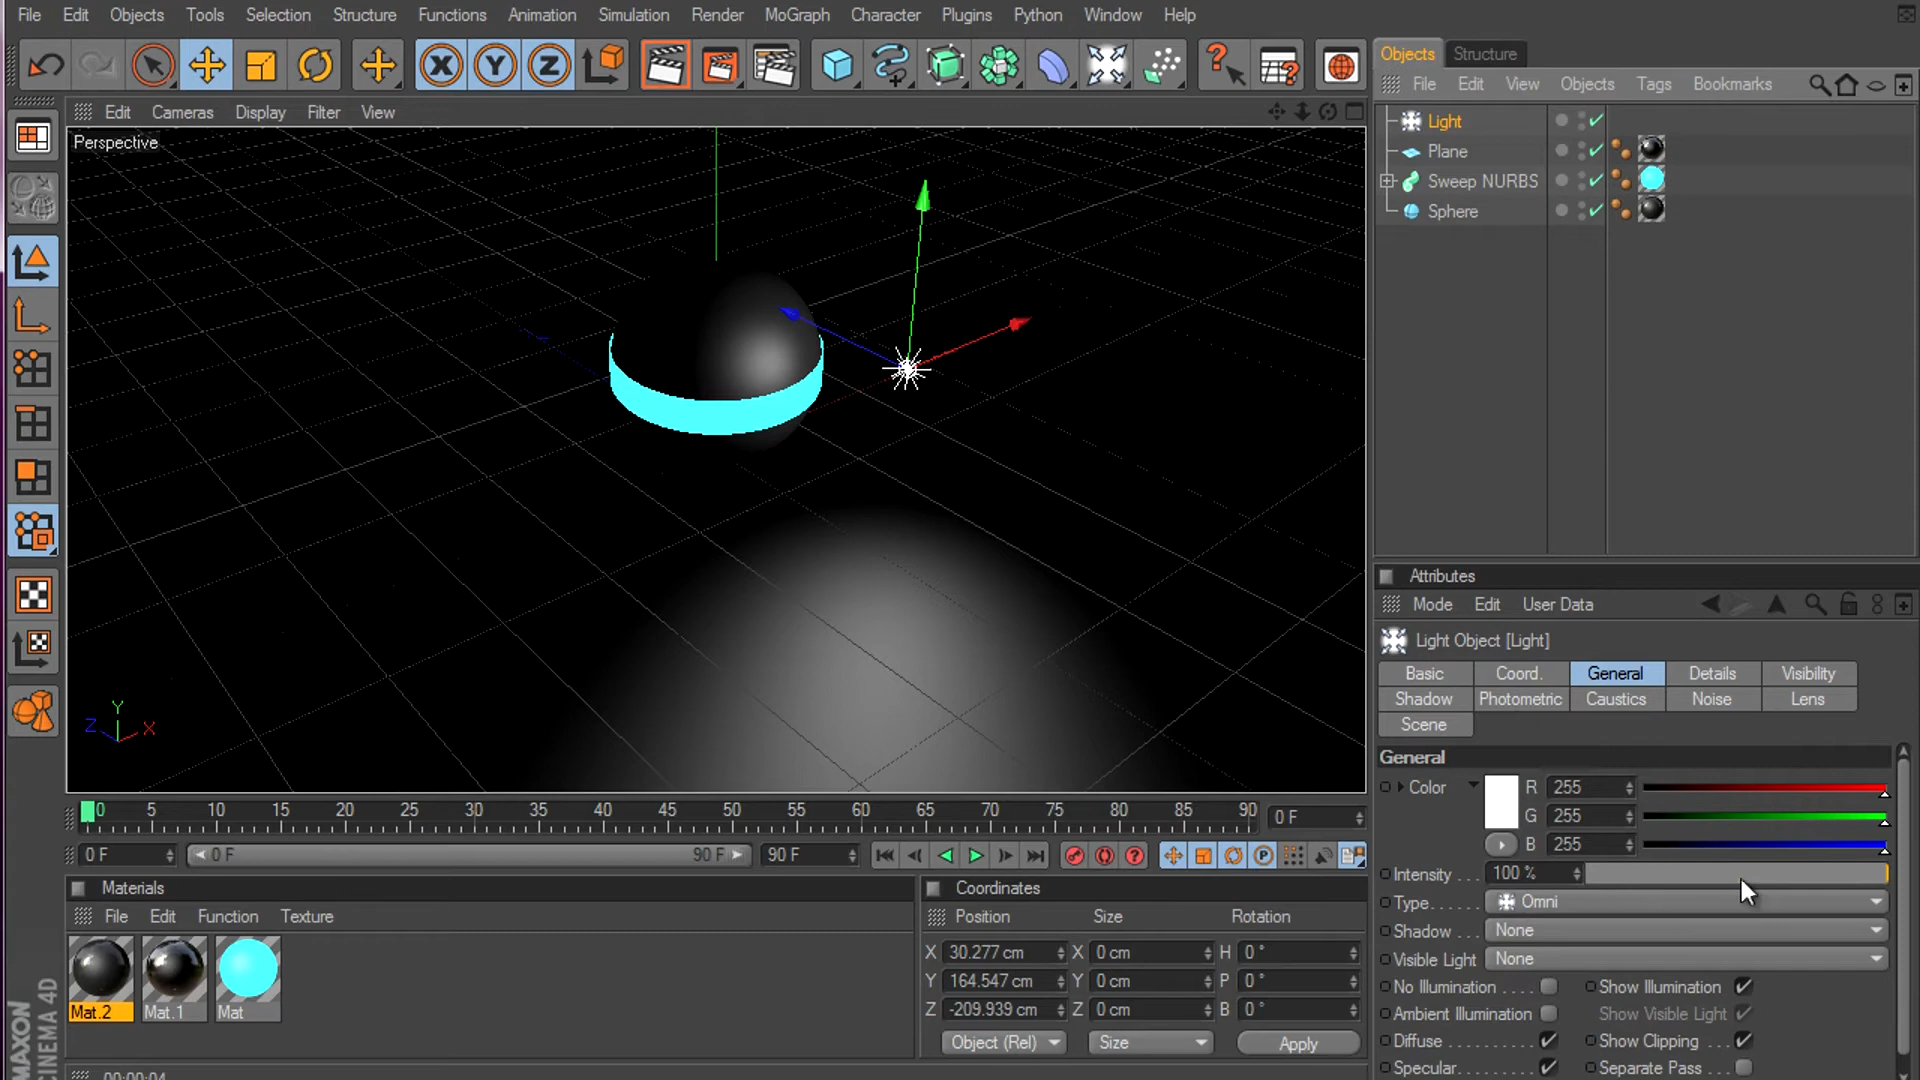 File Edit Objects Tools Selection Structure Functions Animation Simulation Render MoGraph Character Plugins Python Window Help
Objects Structure
File Edit View Objects Tags Bookmarks
Edit Cameras Display Filter View
Perspective
Light
Plane
Sweep NURBS
Sphere
X Y Z
Y
Z X
Attributes
Mode Edit User Data
Light Object [Light]
Basic Coord. General Details Visibility
Shadow Photometric Caustics Noise Lens
Scene
General
Color R 255
G 255
B 255
Intensity . . . 100 %
Type. . . . . . Omni
Shadow . . . None
Visible Light None
No Illumination . . . . Show Illumination
Ambient Illumination Show Visible Light
Diffuse . . . . . . . . . Show Clipping . . .
Specular. . . . . . . . Separate Pass . . .
0 5 10 15 20 25 30 35 40 45 50 55 60 65 70 75 80 85 90 0 F
0 F 0 F 90 F 90 F
Materials
File Edit Function Texture
Mat.2 Mat.1 Mat
Coordinates
Position Size Rotation
X 30.277 cm X 0 cm H 0 °
Y 164.547 cm Y 0 cm P 0 °
Z -209.939 cm Z 0 cm B 0 °
Object (Rel) Size Apply
MAXON
CINEMA 4D
00:00:04